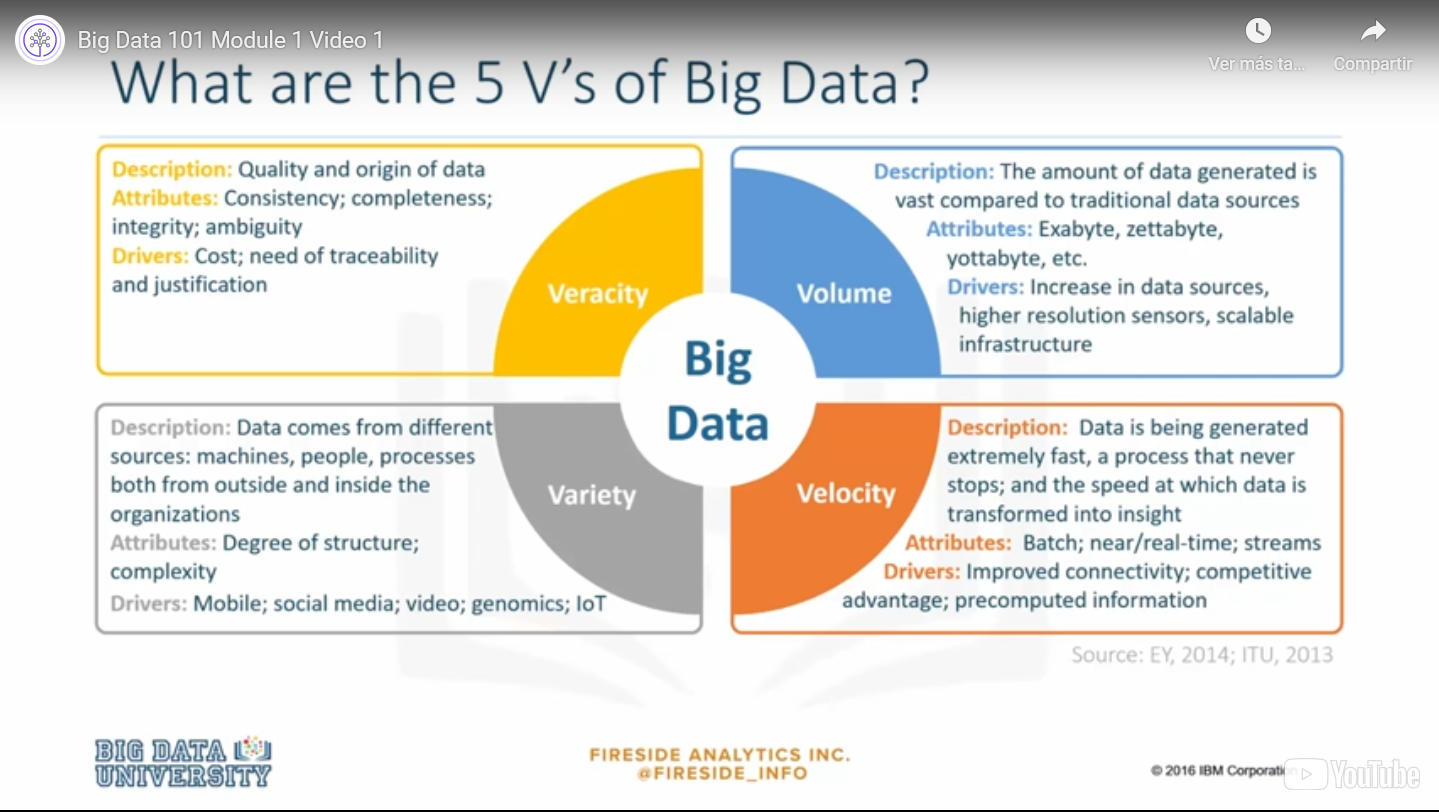 Big Data 101 Module 1 Video 1
Ver más ta...
Compartir
What are the 5 V's of Big Data?
Description: Quality and origin of data
Attributes: Consistency; completeness;
integrity; ambiguity
Drivers: Cost; need of traceability
and justification
Veracity
Volume
Description: The amount of data generated is
vast compared to traditional data sources
Attributes: Exabyte, zettabyte,
yottabyte, etc.
Drivers: Increase in data sources,
higher resolution sensors, scalable
infrastructure
Big
Data
Description: Data comes from different
sources: machines, people, processes
both from outside and inside the
organizations
Attributes: Degree of structure;
complexity
Drivers: Mobile; social media; video; genomics; IoT
Variety
Velocity
Description: Data is being generated
extremely fast, a process that never
stops; and the speed at which data is
transformed into insight
Attributes: Batch; near/real-time; streams
Drivers: Improved connectivity; competitive
advantage; precomputed information
Source: EY, 2014; ITU, 2013
BIG DATA
UNIVERSITY
FIRESIDE ANALYTICS INC.
@FIRESIDE_INFO
© 2016 IBM Corporati
YouTube